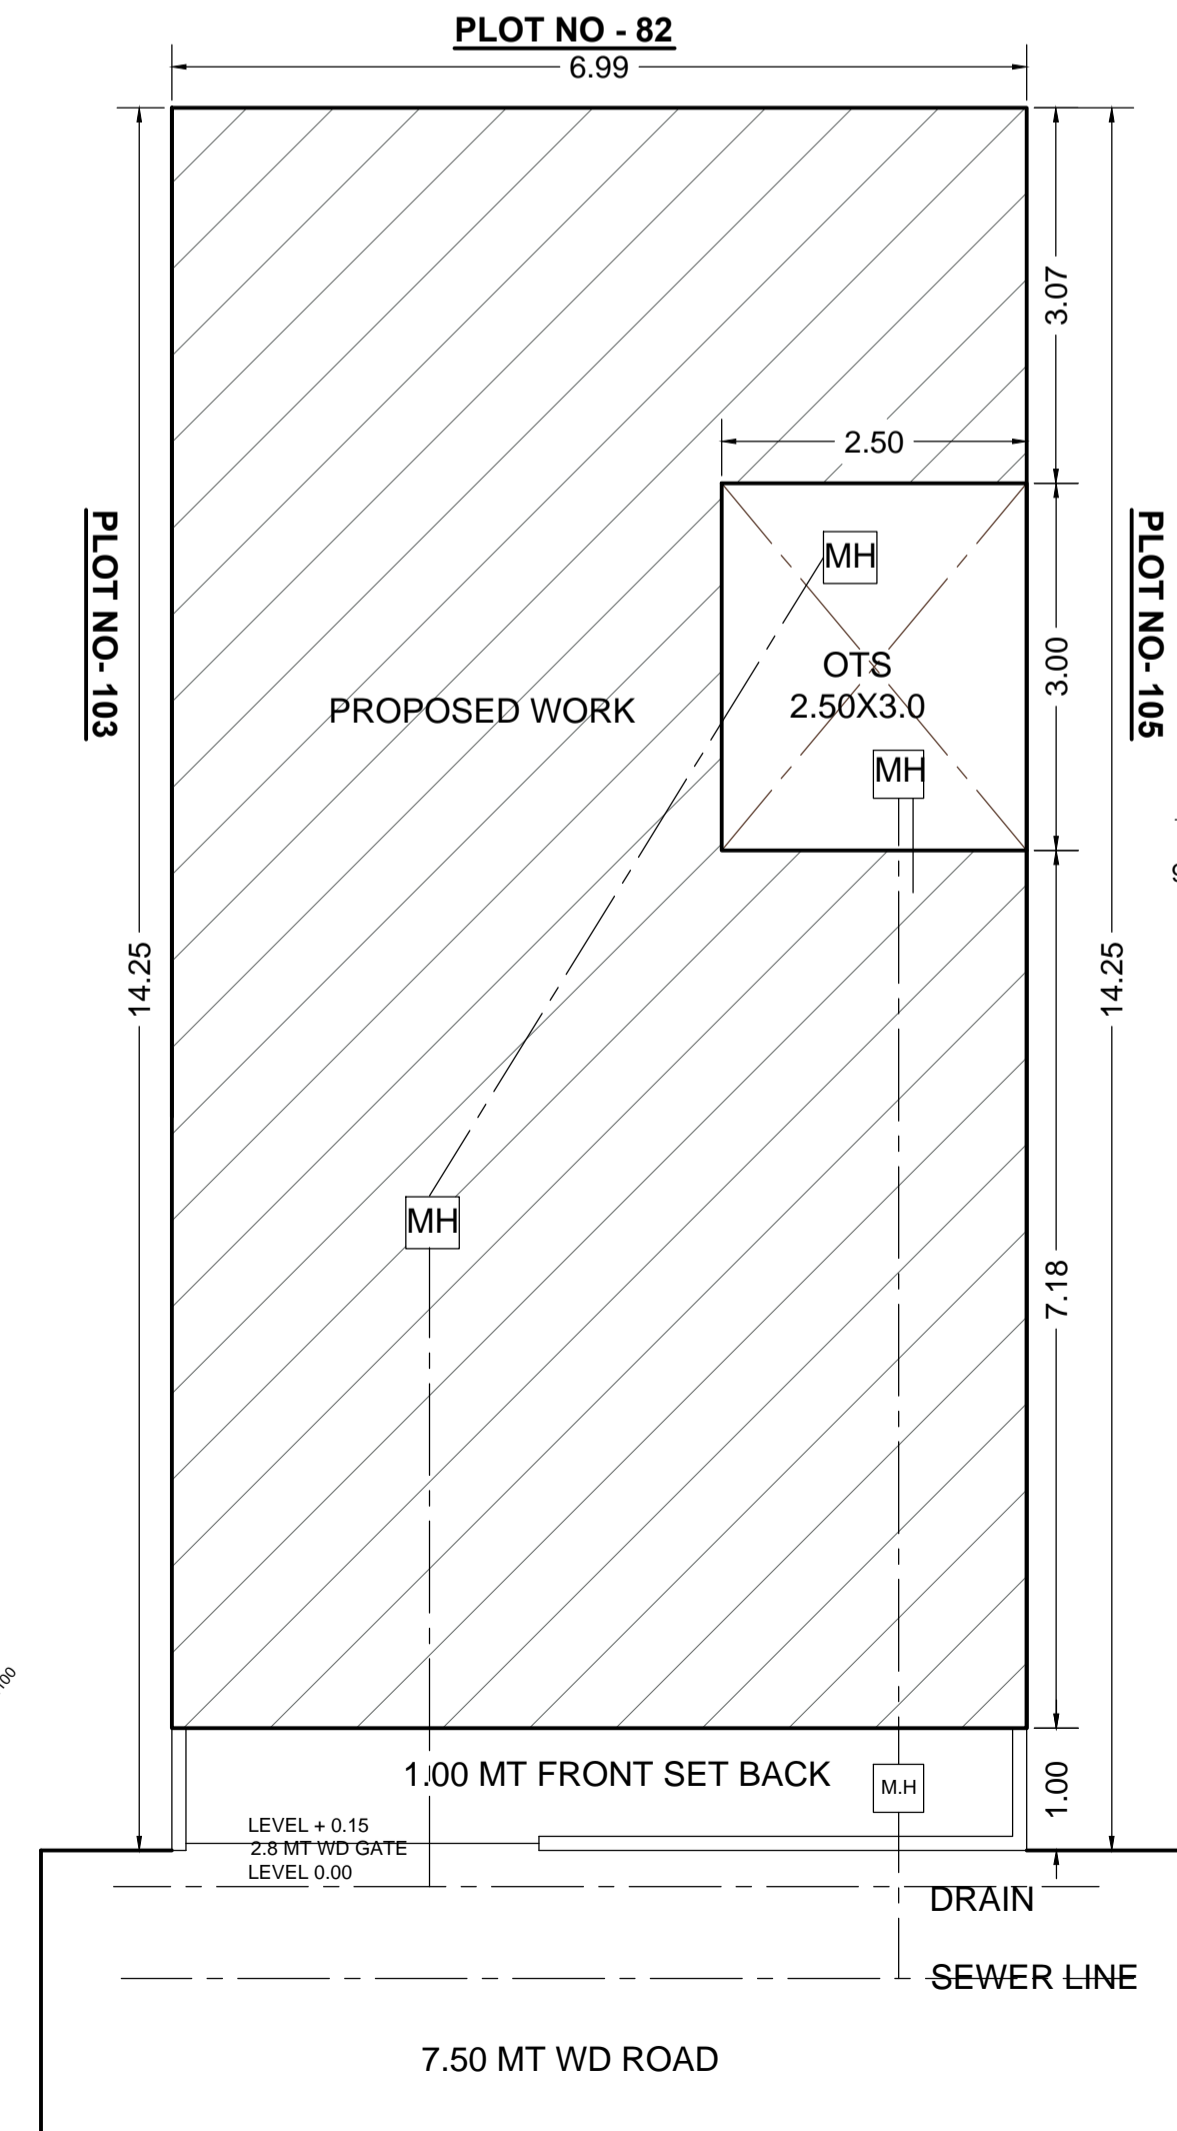 PLOT NO - 82
6.99
3.07
2.50
PLOT NO- 103
PLOT NO- 105
MH
3.00
OTS
2.50X3.0
PROPOSED WORK
MH
14.25
14.25
MH
7.18
100
1.00 MT FRONT SET BACK
M.H
1.00
LEVEL + 0.15
2.8 MT WD GATE
LEVEL 0.00
DRAIN
SEWER LINE
7.50 MT WD ROAD